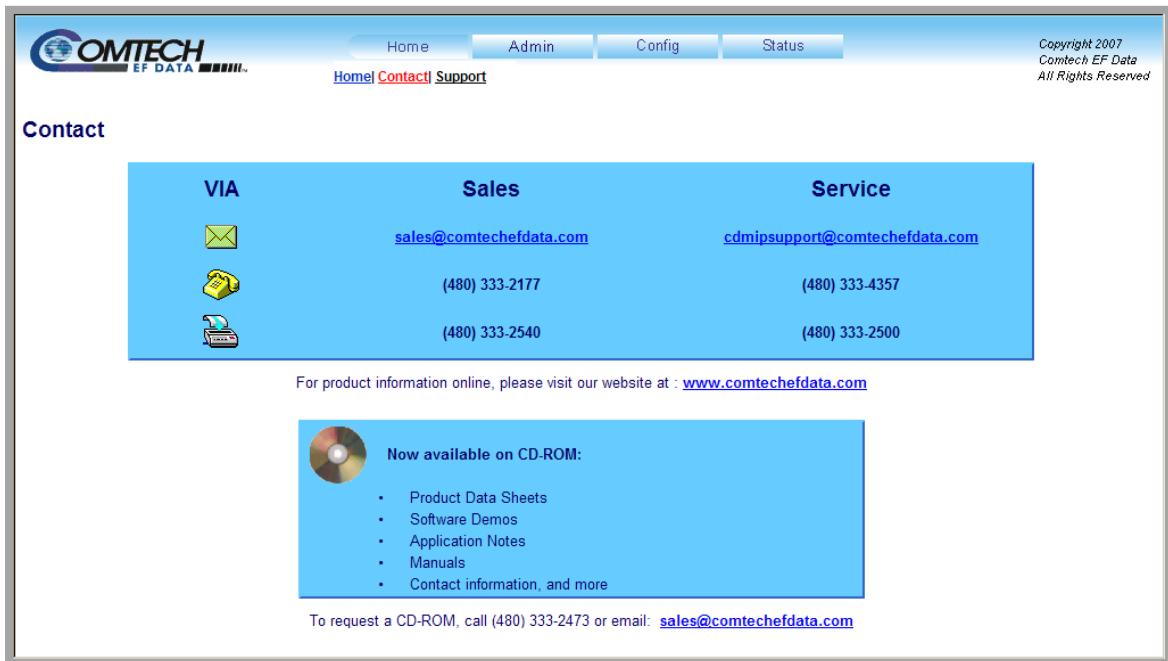 COMTECH
EF DATA
Home Admin Config Status
Home| Contact| Support
Copyright 2007
Comtech EF Data
All Rights Reserved
Contact
VIA Sales Service
sales@comtechefdata.com cdmipsupport@comtechefdata.com
(480) 333-2177 (480) 333-4357
(480) 333-2540 (480) 333-2500
For product information online, please visit our website at : www.comtechefdata.com
Now available on CD-ROM:
• Product Data Sheets
• Software Demos
• Application Notes
• Manuals
• Contact information, and more
To request a CD-ROM, call (480) 333-2473 or email: sales@comtechefdata.com